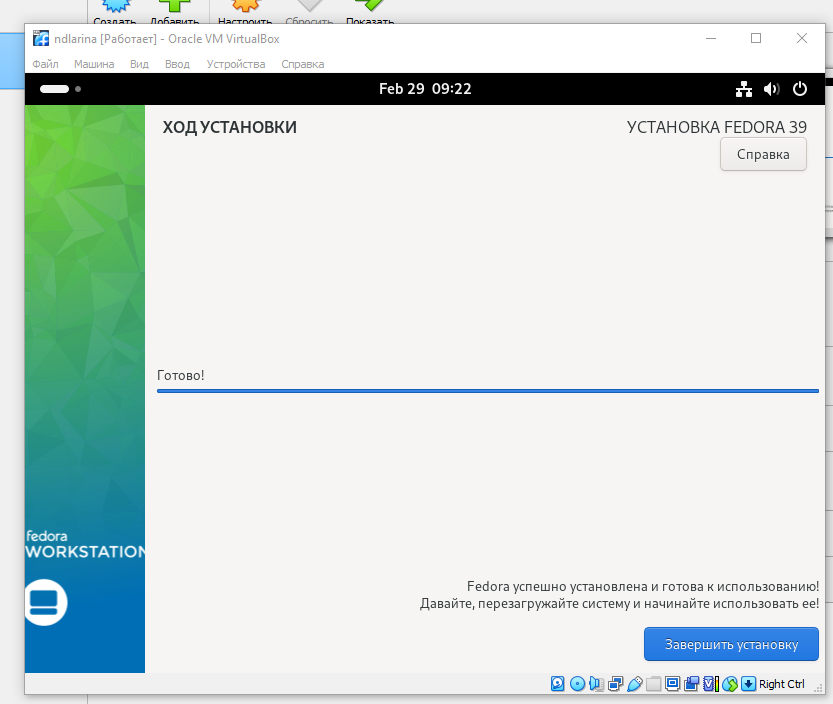 Создать Добавить Настроить Сбросить Показать
ndlarina [Работает] - Oracle VM VirtualBox
Файл Машина Вид Ввод Устройства Справка
Feb 29 09:22
ХОД УСТАНОВКИ
УСТАНОВКА FEDORA 39
Справка
Готово!
fedora
WORKSTATION
Fedora успешно установлена и готова к использованию!
Давайте, перезагружайте систему и начинайте использовать ее!
Завершить установку
Right Ctrl